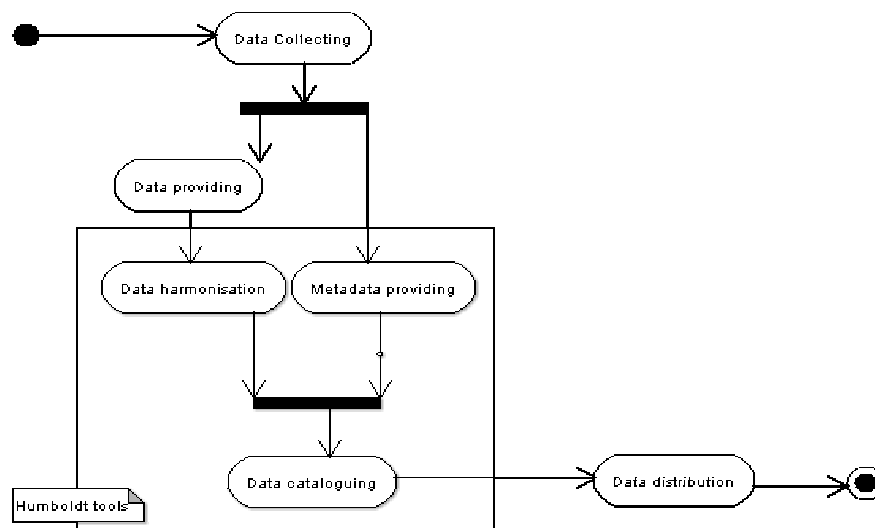 Data Collecting
Data providing
Data harmonisation
Metadata providing
Data cataloguing
Data distribution
Humboldt tools